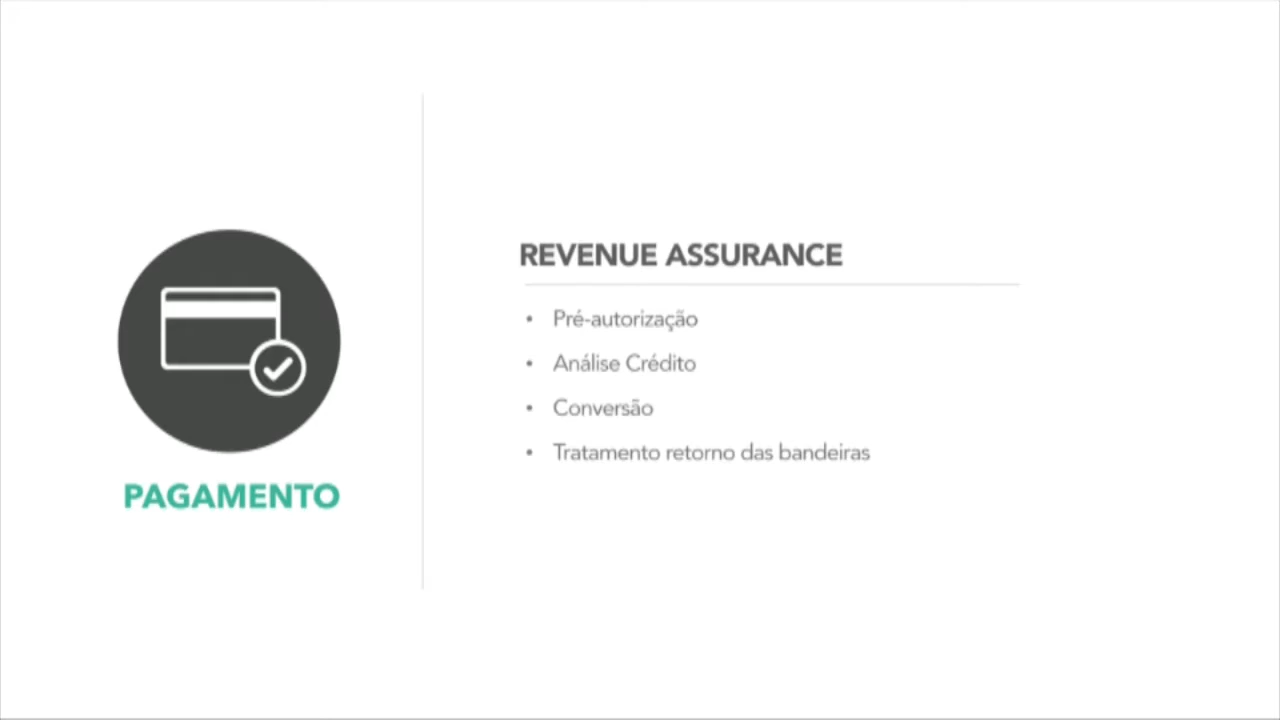 PAGAMENTO
REVENUE ASSURANCE
• Pré-autorização
• Análise Crédito
• Conversão
• Tratamento retorno das bandeiras